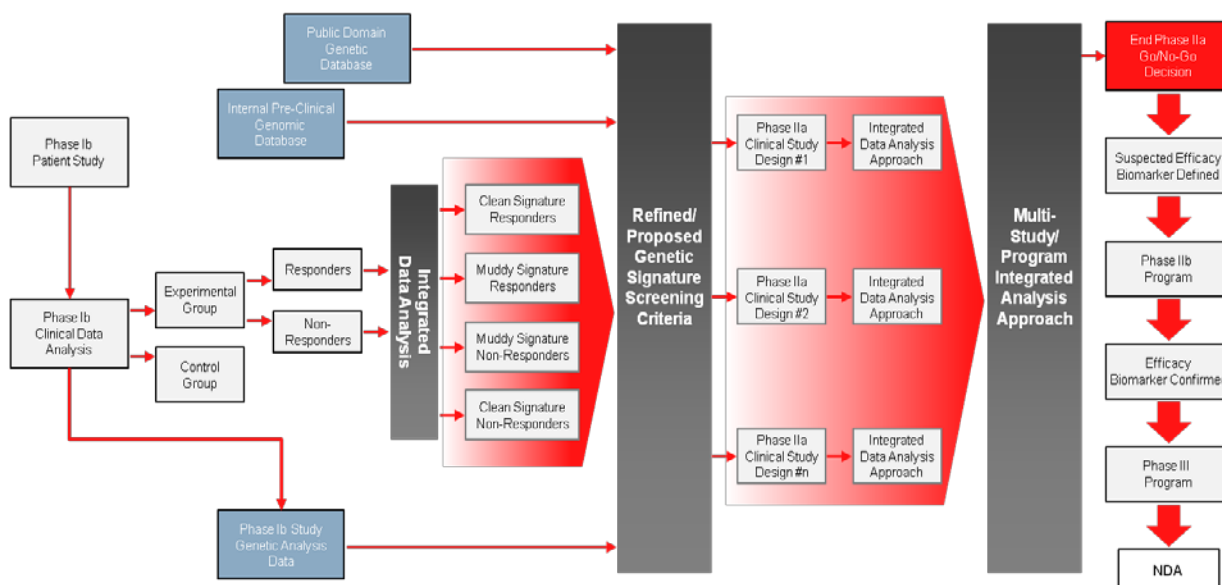 Public Domain
Genetic
Database
Internal Pre-Clinical
Genomic
Database
Phase Ib
Patient Study
Phase Ib
Clinical Data
Analysis
Experimental
Group
Control
Group
Responders
Non-
Responders
Integrated
Data Analysis
Clean Signature
Responders
Muddy Signature
Responders
Muddy Signature
Non-Responders
Clean Signature
Non-Responders
Phase Ib Study
Genetic Analysis
Data
Refined/
Proposed
Genetic
Signature
Screening
Criteria
Phase IIa
Clinical Study
Design #1
Integrated
Data Analysis
Approach
Phase IIa
Clinical Study
Design #2
Integrated
Data Analysis
Approach
Phase IIa
Clinical Study
Design #n
Integrated
Data Analysis
Approach
Multi-
Study/
Program
Integrated
Analysis
Approach
End Phase IIa
Go/No-Go
Decision
Suspected Efficacy
Biomarker Defined
Phase IIb
Program
Efficacy
Biomarker Confirmed
Phase III
Program
NDA